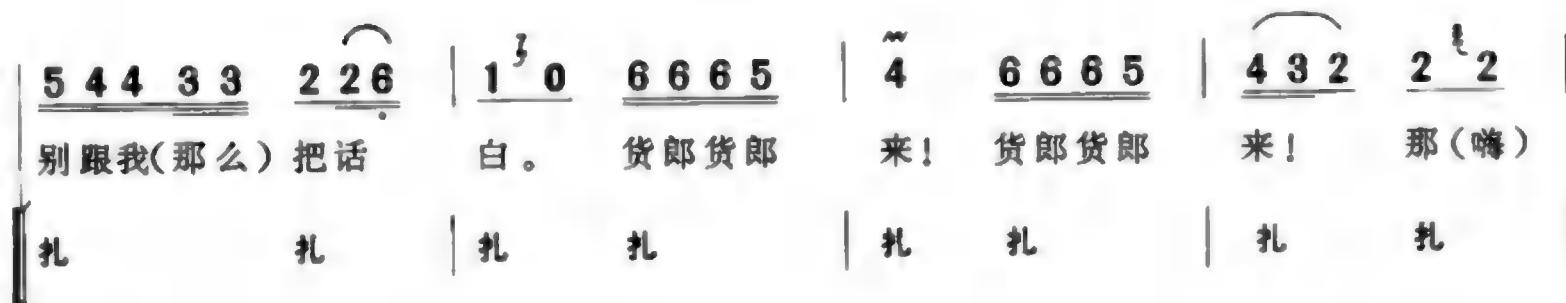 5 4 4 3 3 2 2 6 | 1 0 6 6 6 5 | 4 6 6 6 5 | 4 3 2 2 2 |
别跟我(那么)把话 白。 货郎货郎 来! 货郎货郎 来! 那(嗨)
扎 扎 | 扎 扎 | 扎 扎 | 扎 扎